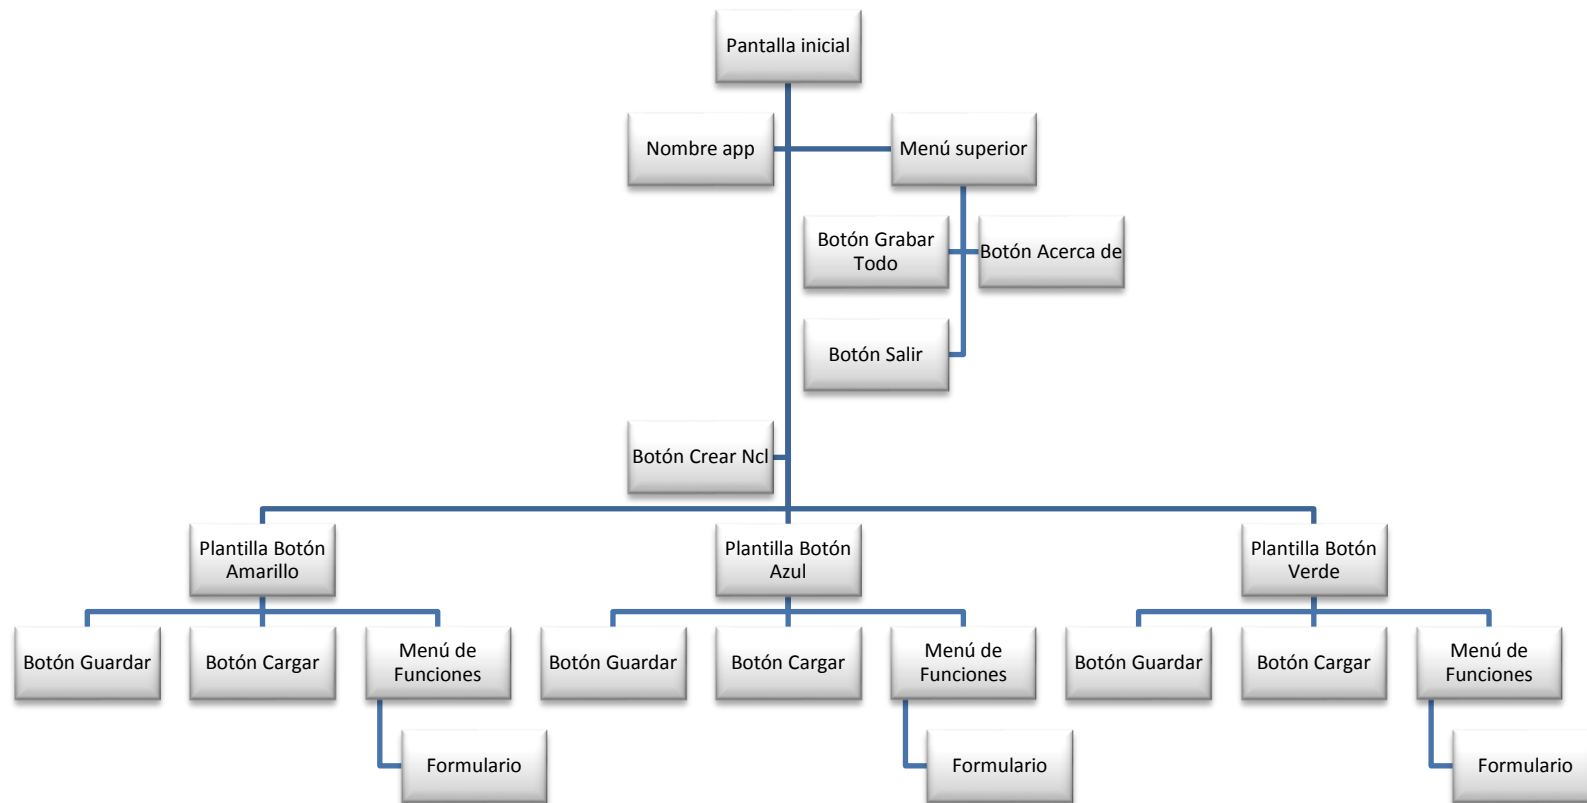 Pantalla inicial
Nombre app
Menú superior
Botón Grabar
Todo
Botón Acerca de
Botón Salir
Botón Crear Ncl
Plantilla Botón
Amarillo
Plantilla Botón
Azul
Plantilla Botón
Verde
Botón Guardar
Botón Cargar
Menú de
Funciones
Botón Guardar
Botón Cargar
Menú de
Funciones
Botón Guardar
Botón Cargar
Menú de
Funciones
Formulario
Formulario
Formulario